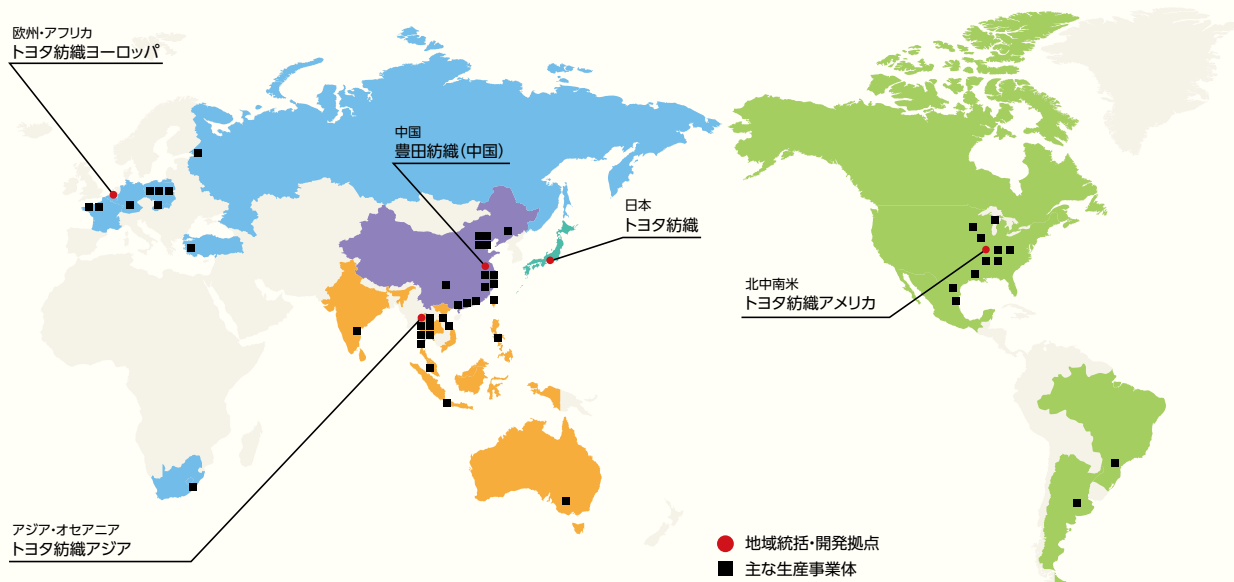 欧州・アフリカ
トヨタ紡織ヨーロッパ
中国
豊田紡織(中国)
日本
トヨタ紡織
北中南米
トヨタ紡織アメリカ
アジア・オセアニア
トヨタ紡織アジア
地域統括・開発拠点
主な生産事業体